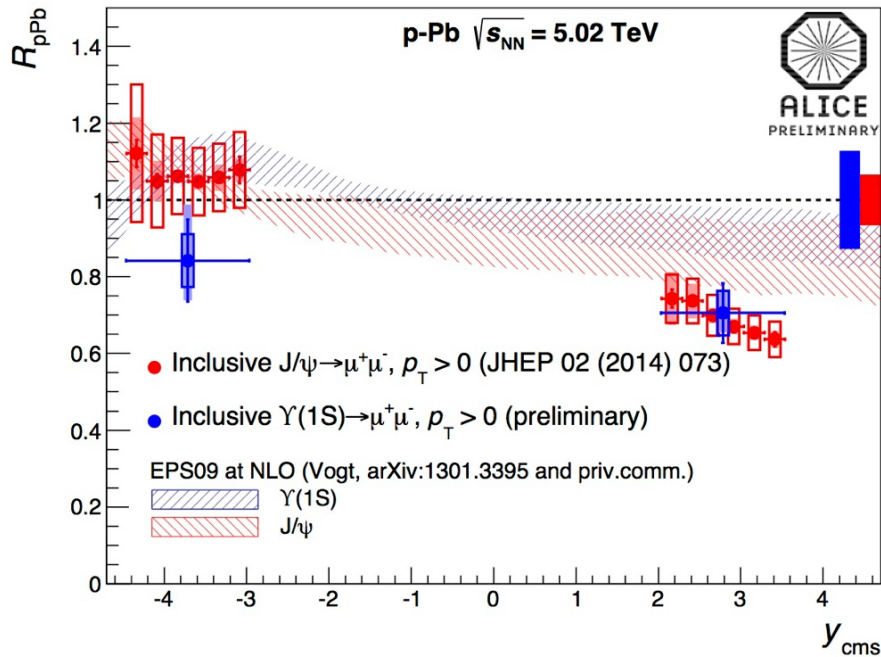 R_pPb
p-Pb √s_NN = 5.02 TeV
ALICE
PRELIMINARY
1.4
1.2
1
0.8
0.6
0.4
0.2
0
Inclusive J/ψ→μ⁺μ⁻, p_T > 0 (JHEP 02 (2014) 073)
Inclusive ϒ(1S)→μ⁺μ⁻, p_T > 0 (preliminary)
EPS09 at NLO (Vogt, arXiv:1301.3395 and priv.comm.)
ϒ(1S)
J/ψ
-4 -3 -2 -1 0 1 2 3 4
y_cms